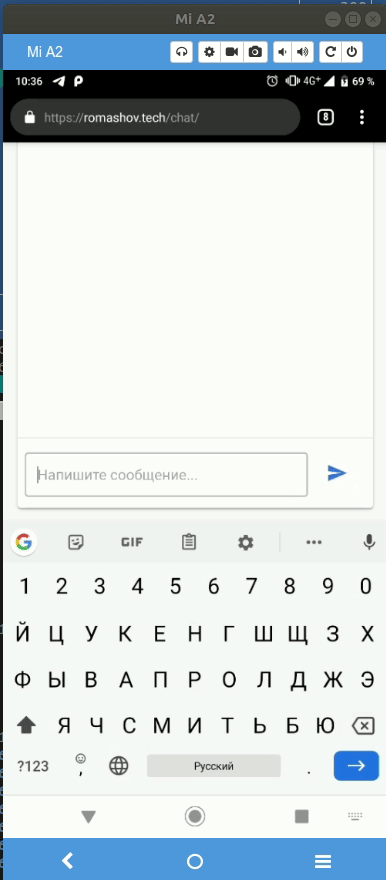 Mi A2
Mi A2
10:36 4G+ 69 %
https://romashov.tech/chat/ 8
Напишите сообщение...
G GIF
1 2 3 4 5 6 7 8 9 0
Й Ц У К Е Н Г Ш Щ З Х
Ф Ы В А П Р О Л Д Ж Э
Я Ч С М И Т Ь Б Ю
?123 , Русский .